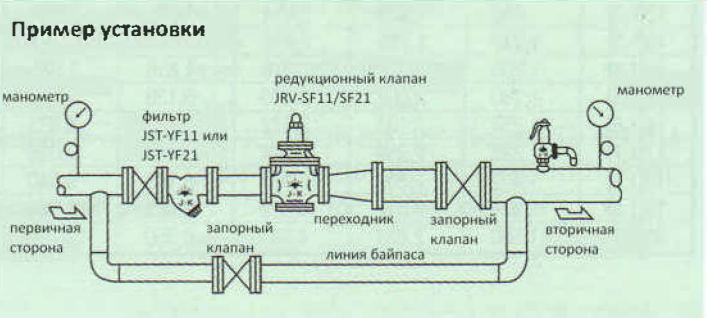 Пример установки
редукционный клапан
JRV-SF11/SF21
манометр
манометр
фильтр
JST-YF11 или
JST-YF21
J-K
J-K
первичная
сторона
запорный
клапан
переходник
запорный
клапан
вторичная
сторона
линия байпаса